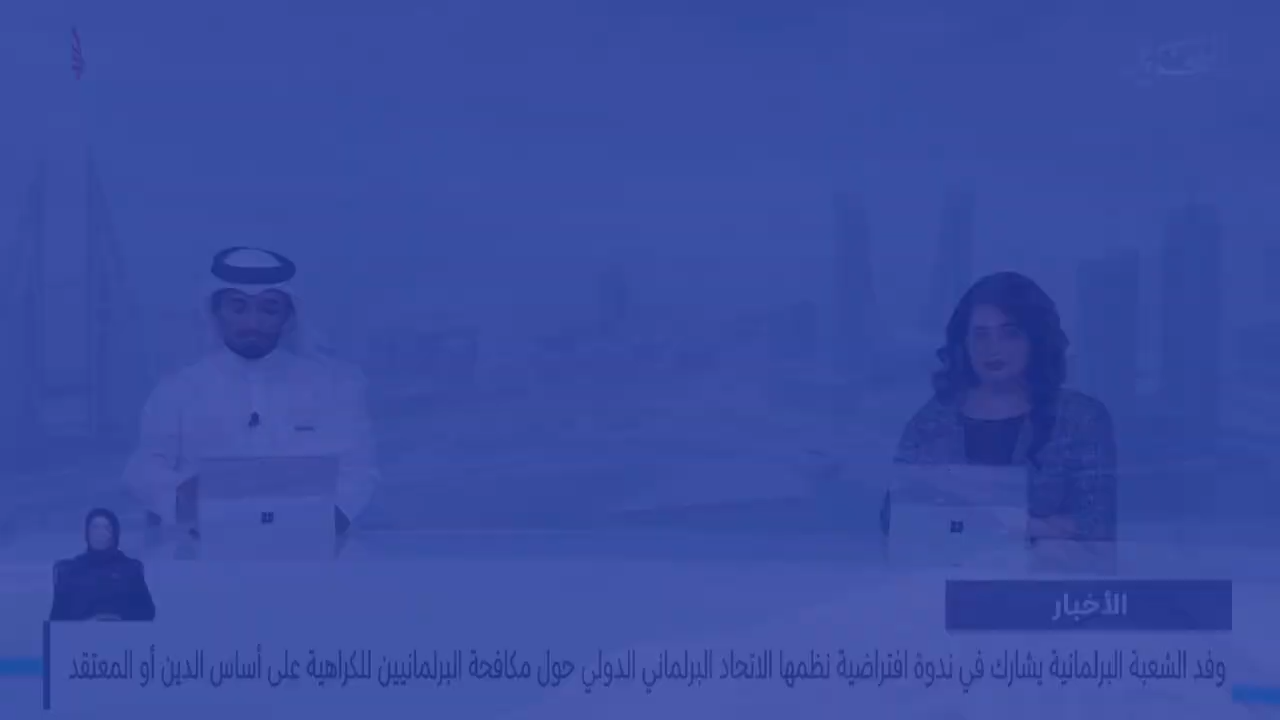 الأخبار
وفد الشعبة البرلمانية يشارك في ندوة افتراضية نظمها الاتحاد البرلماني الدولي حول مكافحة البرلمانيين للكراهية على أساس الدين أو المعتقد